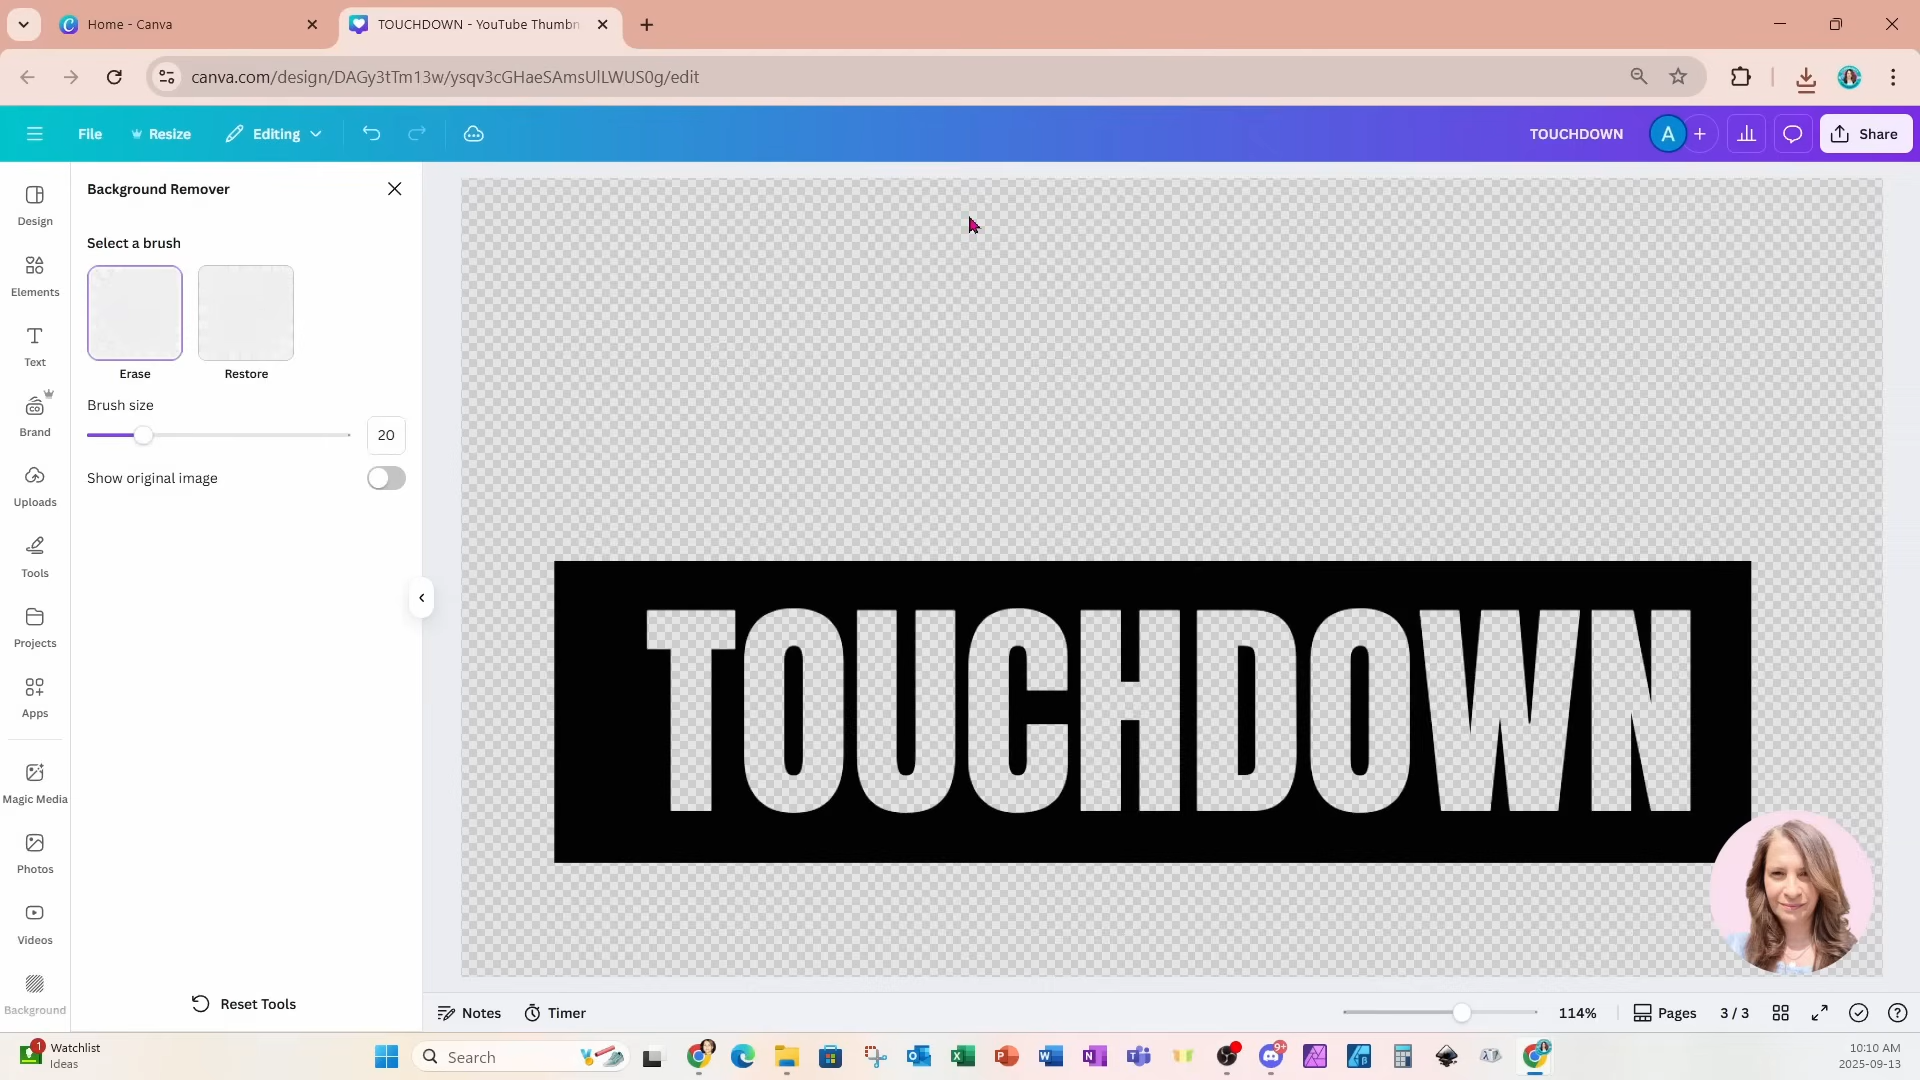 Home - Canva
TOUCHDOWN - YouTube Thumbn
canva.com/design/DAGy3tTm13w/ysqv3cGHaeSAmsUlLWUS0g/edit
File
Resize
Editing
TOUCHDOWN
A
Share
Design
Elements
Text
Brand
Uploads
Tools
Projects
Apps
Magic Media
Photos
Videos
Background
Background Remover
Select a brush
Erase
Restore
Brush size
20
Show original image
Reset Tools
TOUCHDOWN
Notes
Timer
114%
Pages
3 / 3
1
Watchlist
Ideas
Search
9+
10:10 AM
2025-09-13